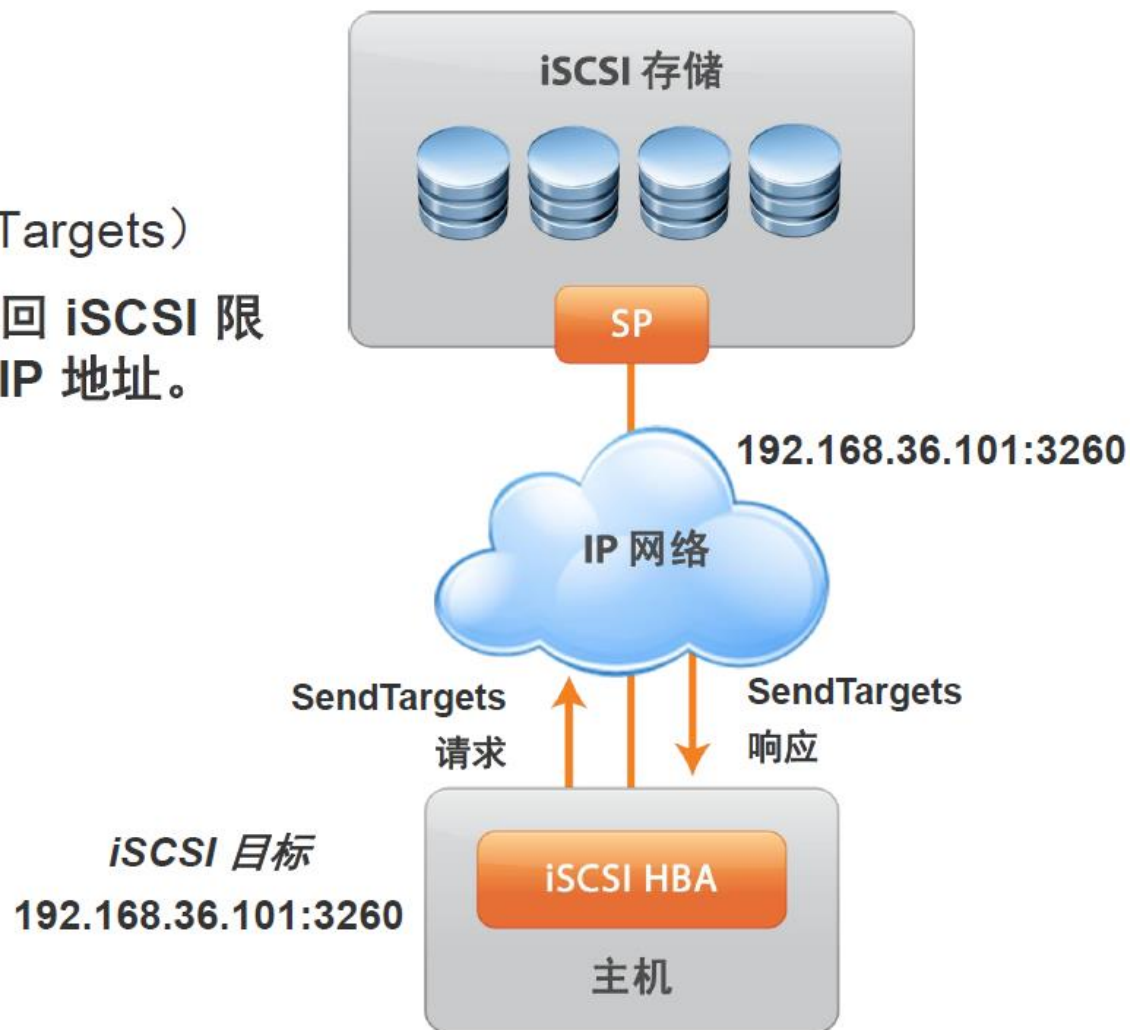 iSCSI 存储
Targets）
回 iSCSI 限
IP 地址。
SP
192.168.36.101:3260
IP 网络
SendTargets
请求
SendTargets
响应
iSCSI 目标
192.168.36.101:3260
iSCSI HBA
主机